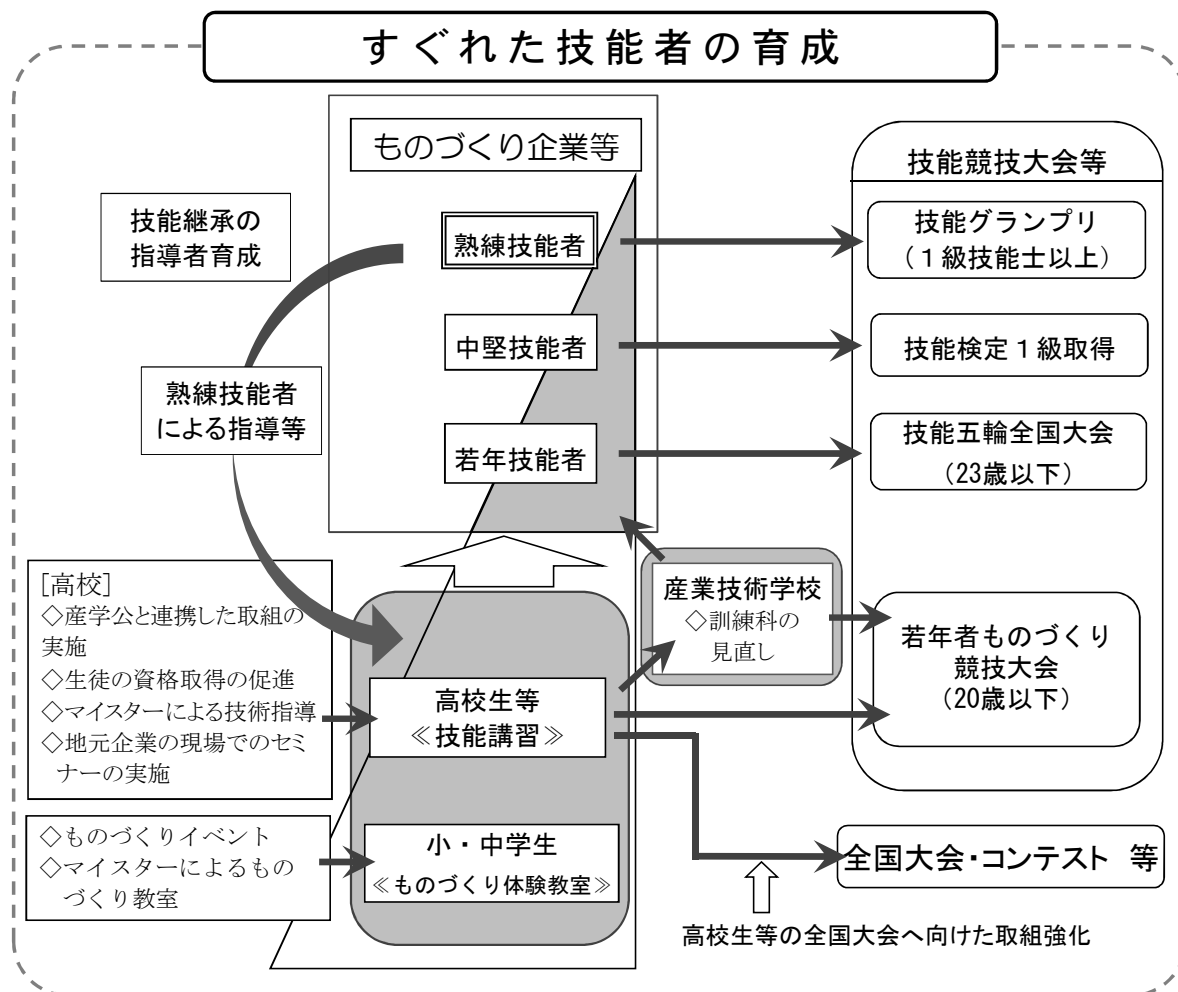 すぐれた技能者の育成
ものづくり企業等
熟練技能者
中堅技能者
若年技能者
技能継承の
指導者育成
熟練技能者
による指導等
技能競技大会等
技能グランプリ
（１級技能士以上）
技能検定１級取得
技能五輪全国大会
（23歳以下）
若年者ものづくり
競技大会
（20歳以下）
産業技術学校
◇訓練科の
見直し
[高校]
◇産学公と連携した取組の
実施
◇生徒の資格取得の促進
◇マイスターによる技術指導
◇地元企業の現場でのセミ
ナーの実施
高校生等
≪技能講習≫
◇ものづくりイベント
◇マイスターによるもの
づくり教室
小・中学生
≪ものづくり体験教室≫
全国大会・コンテスト 等
高校生等の全国大会へ向けた取組強化